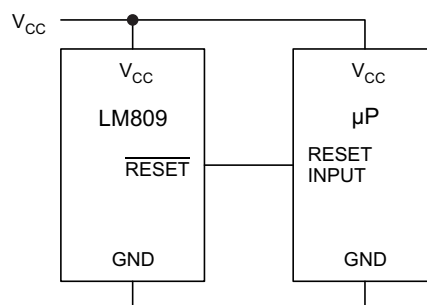 VCC
VCC
LM809
RESET
GND
VCC
µP
RESET
INPUT
GND